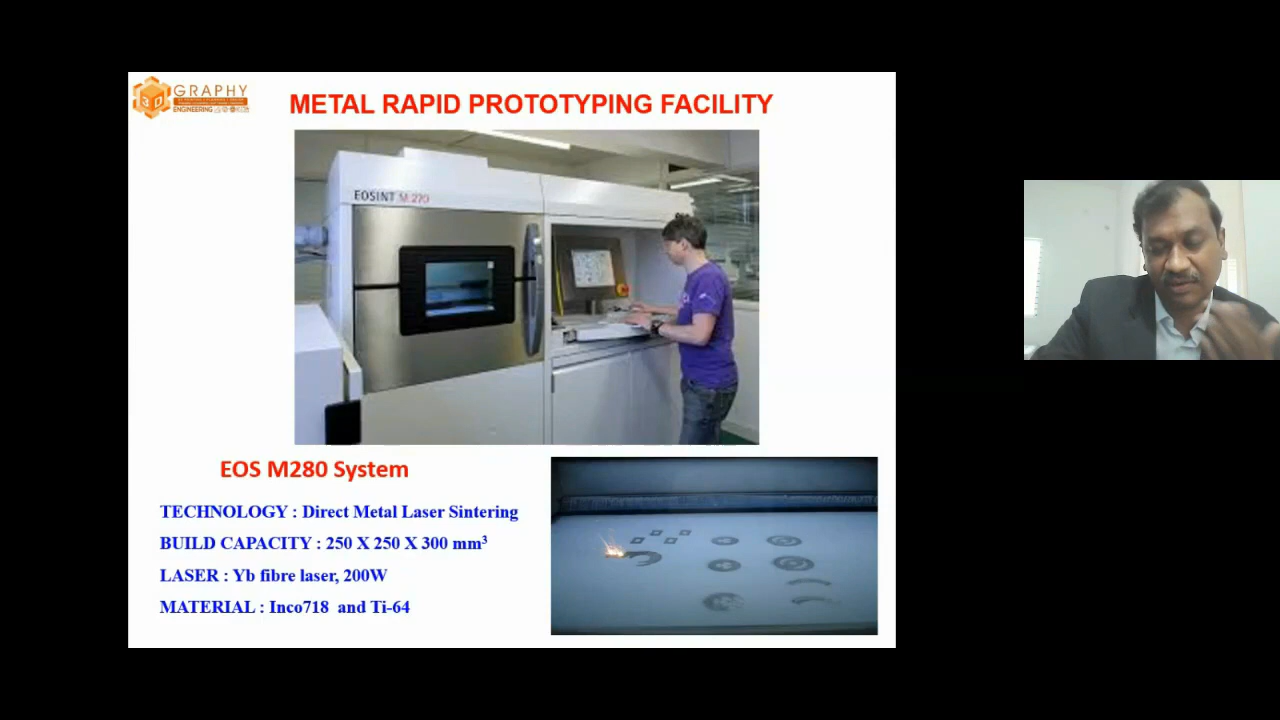 GRAPHY
3D
ENGINEERING
METAL RAPID PROTOTYPING FACILITY
EOSINT M 270
EOS M280 System
TECHNOLOGY : Direct Metal Laser Sintering
BUILD CAPACITY : 250 X 250 X 300 mm³
LASER : Yb fibre laser, 200W
MATERIAL : Inco718 and Ti-64